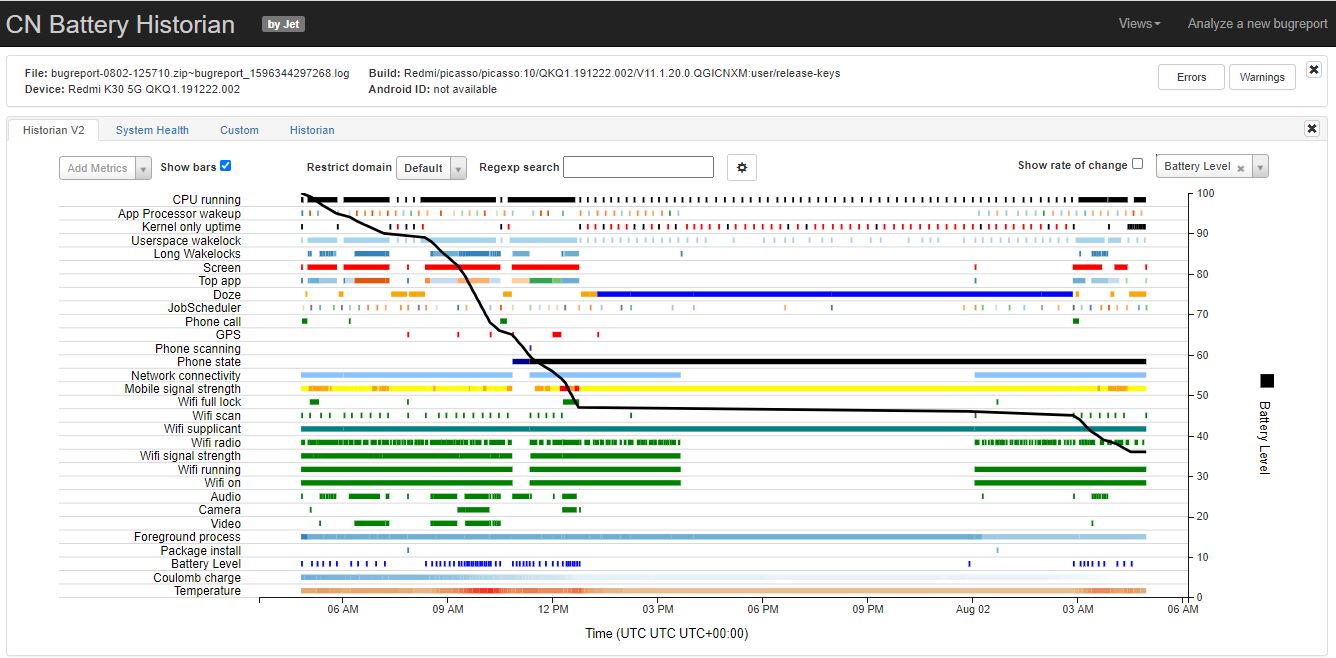 CN Battery Historian by Jet Views Analyze a new bugreport
File: bugreport-0802-125710.zip~bugreport_1596344297268.log Build: Redmi/picasso/picasso:10/QKQ1.191222.002/V11.1.20.0.QGICNXM:user/release-keys
Device: Redmi K30 5G QKQ1.191222.002 Android ID: not available
Errors Warnings
Historian V2 System Health Custom Historian
Add Metrics Show bars Restrict domain Default Regexp search Show rate of change Battery Level
CPU running
App Processor wakeup
Kernel only uptime
Userspace wakelock
Long Wakelocks
Screen
Top app
Doze
JobScheduler
Phone call
GPS
Phone scanning
Phone state
Network connectivity
Mobile signal strength
Wifi full lock
Wifi scan
Wifi supplicant
Wifi radio
Wifi signal strength
Wifi running
Wifi on
Audio
Camera
Video
Foreground process
Package install
Battery Level
Coulomb charge
Temperature
100
90
80
70
60
50
40
30
20
10
0
Battery Level
06 AM 09 AM 12 PM 03 PM 06 PM 09 PM Aug 02 03 AM 06 AM
Time (UTC UTC UTC+00:00)